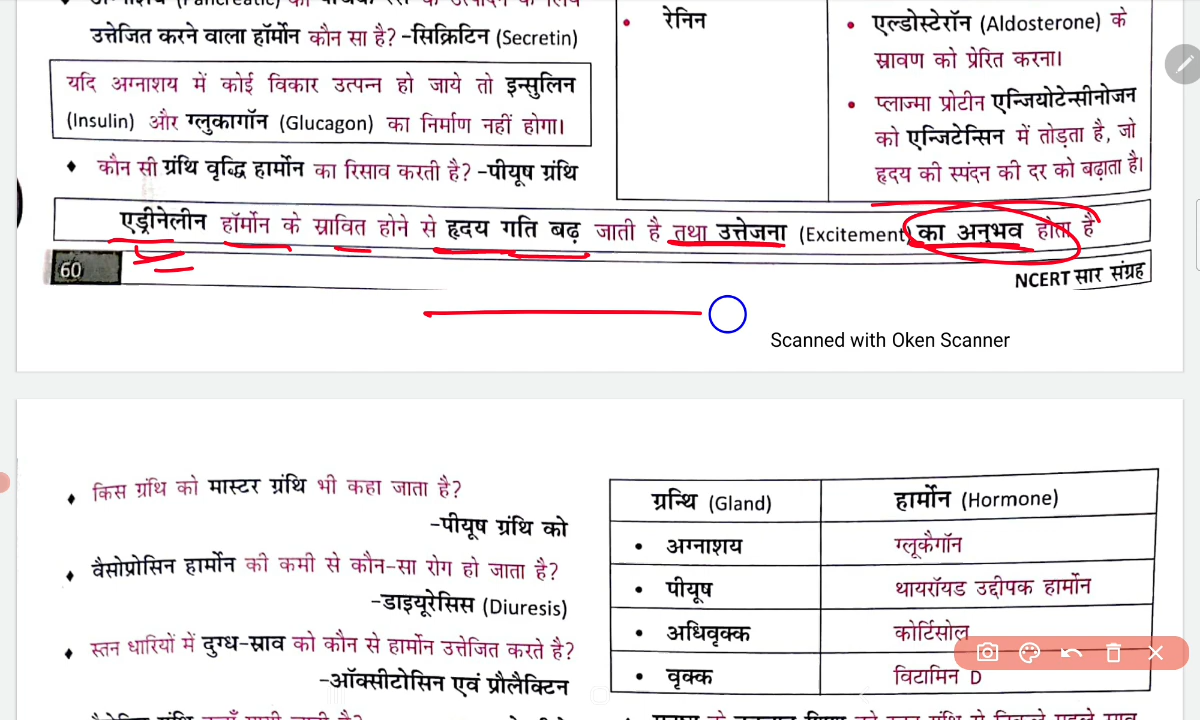 उत्तेजित करने वाला हॉर्मोन कौन सा है? -सिक्रिटिन (Secretin)
यदि अग्नाशय में कोई विकार उत्पन्न हो जाये तो इन्सुलिन
(Insulin) और ग्लुकागॉन (Glucagon) का निर्माण नहीं होगा।
♦ कौन सी ग्रंथि वृद्धि हार्मोन का रिसाव करती है? -पीयूष ग्रंथि
• रेनिन
• एल्डोस्टेरॉन (Aldosterone) के
स्रावण को प्रेरित करना।
• प्लाज्मा प्रोटीन एन्जियोटेन्सीनोजन
को एन्जिटेन्सिन में तोड़ता है, जो
हृदय की स्पंदन की दर को बढ़ाता है।
एड्रीनेलीन हॉर्मोन के स्रावित होने से हृदय गति बढ़ जाती है तथा उत्तेजना (Excitement) का अनुभव होता है
60
NCERT सार संग्रह
Scanned with Oken Scanner
♦ किस ग्रंथि को मास्टर ग्रंथि भी कहा जाता है?
-पीयूष ग्रंथि को
♦ वैसोप्रोसिन हार्मोन की कमी से कौन-सा रोग हो जाता है?
-डाइयूरेसिस (Diuresis)
♦ स्तन धारियों में दुग्ध-स्राव को कौन से हार्मोन उत्तेजित करते है?
-ऑक्सीटोसिन एवं प्रौलैक्टिन
ग्रन्थि (Gland) हार्मोन (Hormone)
• अग्नाशय ग्लूकैगॉन
• पीयूष थायरॉयड उद्दीपक हार्मोन
• अधिवृक्क कोर्टिसोल
• वृक्क विटामिन D